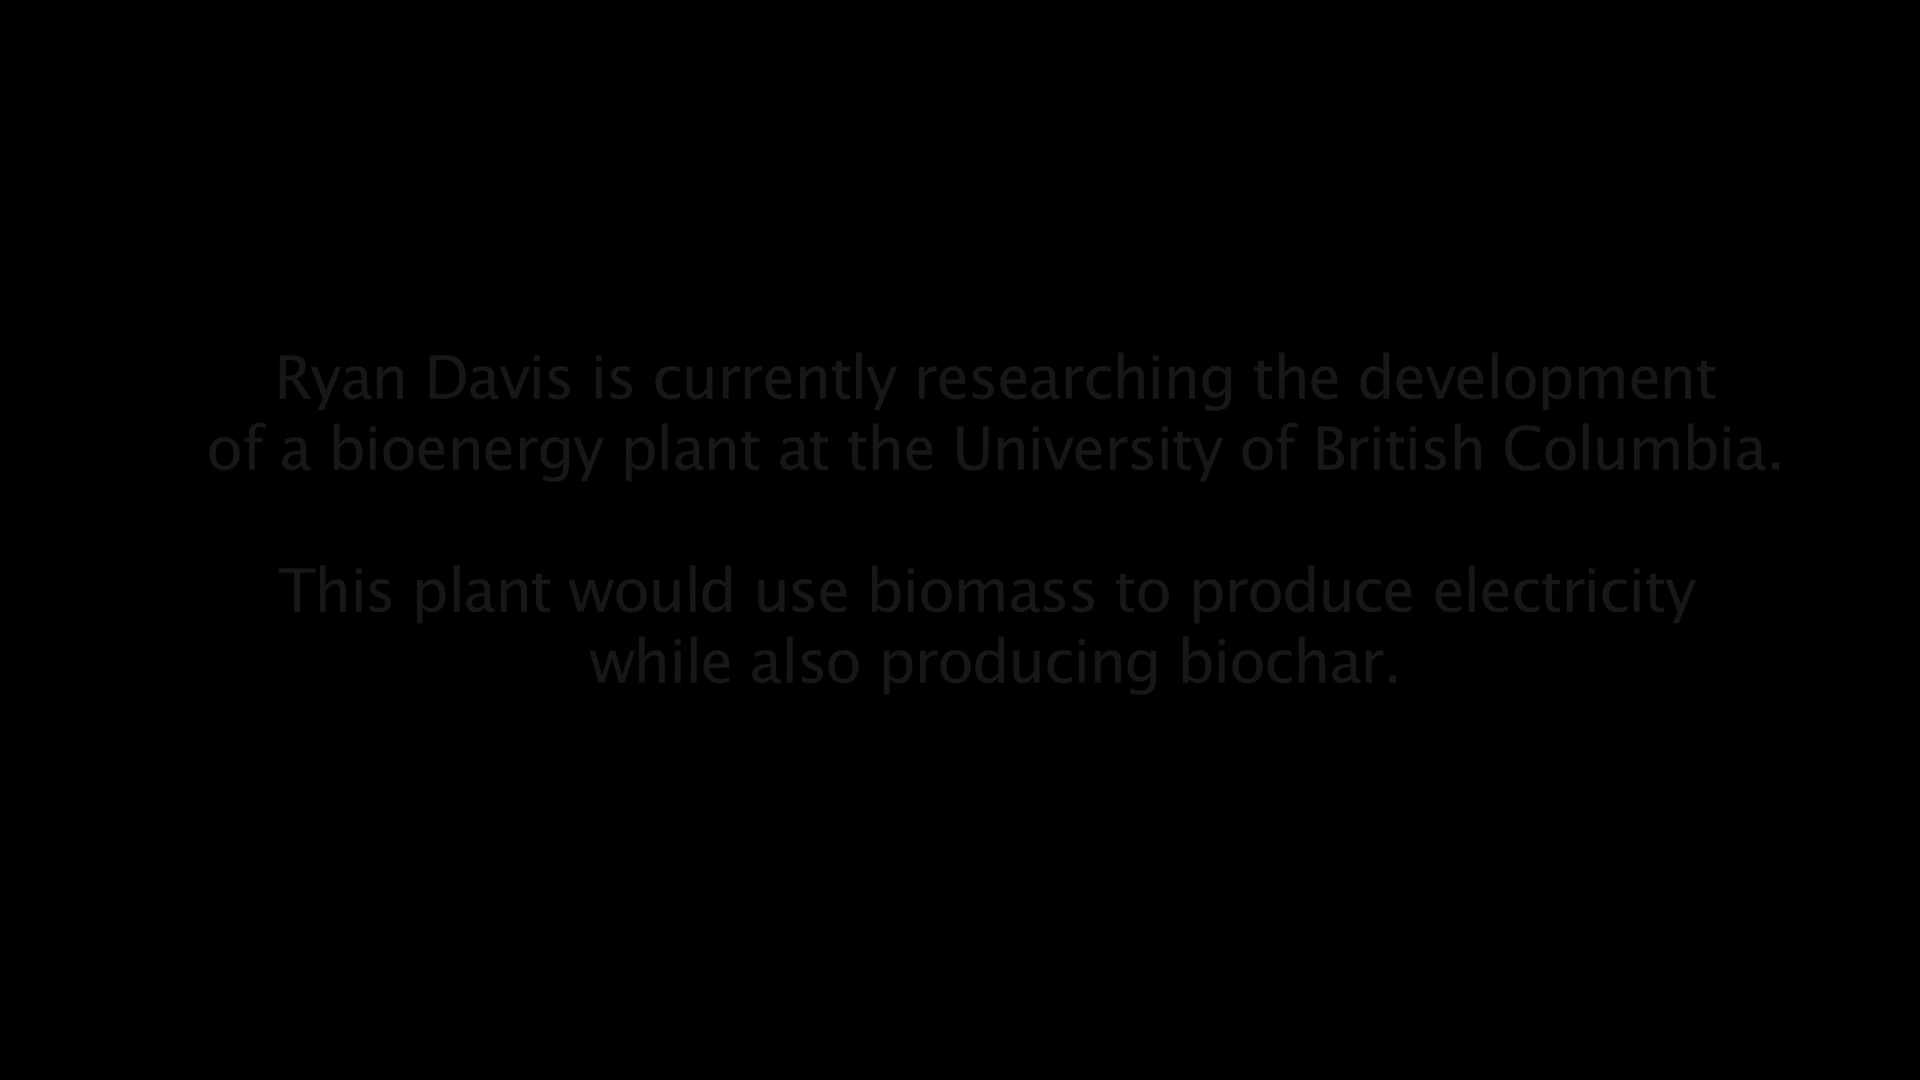 Ryan Davis is currently researching the development
of a bioenergy plant at the University of British Columbia.
This plant would use biomass to produce electricity
while also producing biochar.